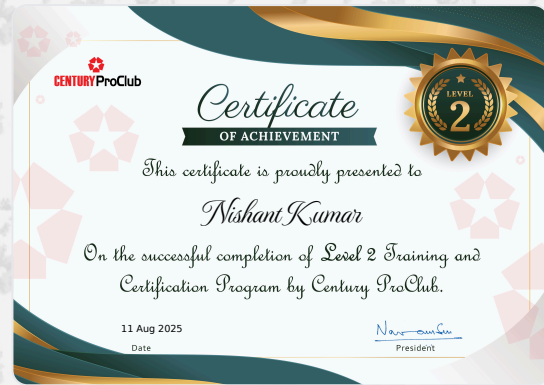 CENTURY ProClub
Certificate
OF ACHIEVEMENT
LEVEL
2
This certificate is proudly presented to
Nishant Kumar
On the successful completion of Level 2 Training and
Certification Program by Century ProClub.
11 Aug 2025
Date
President